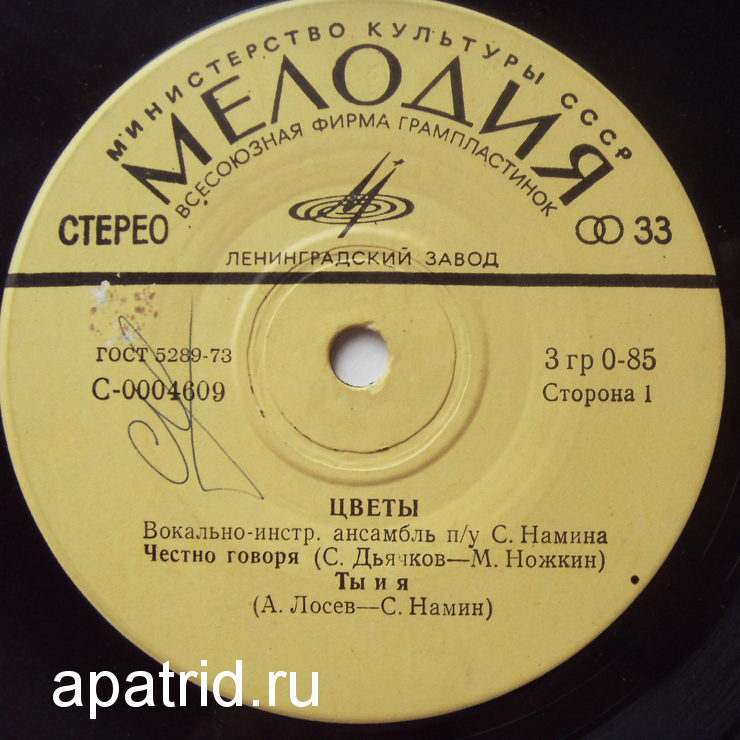 МИНИСТЕРСТВО КУЛЬТУРЫ СССР
МЕЛОДИЯ
ВСЕСОЮЗНАЯ ФИРМА ГРАМПЛАСТИНОК
СТЕРЕО
33
ЛЕНИНГРАДСКИЙ ЗАВОД
ГОСТ 5289-73
3 гр 0-85
С-0004609
Сторона 1
ЦВЕТЫ
Вокально-инстр. ансамбль п/у С. Намина
Честно говоря (С. Дьячков—М. Ножкин)
Ты и я
(А. Лосев—С. Намин)
apatrid.ru